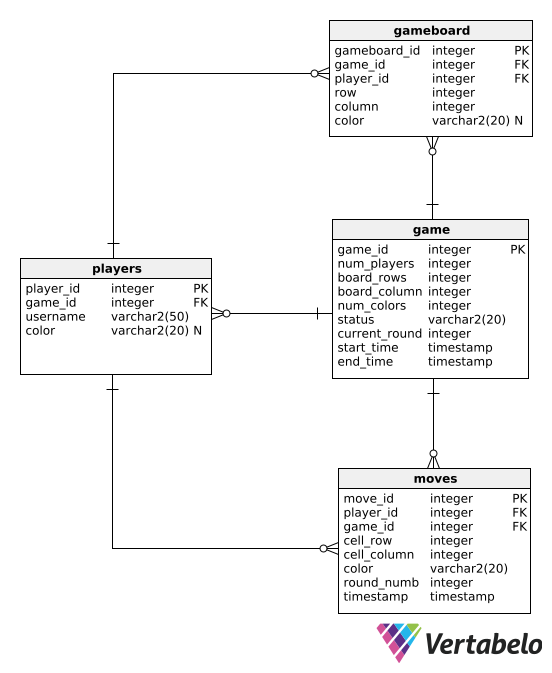 gameboard
gameboard_id integer PK
game_id integer FK
player_id integer FK
row integer
column integer
color varchar2(20) N
game
game_id integer PK
num_players integer
board_rows integer
board_column integer
num_colors integer
status varchar2(20)
current_round integer
start_time timestamp
end_time timestamp
players
player_id integer PK
game_id integer FK
username varchar2(50)
color varchar2(20) N
moves
move_id integer PK
player_id integer FK
game_id integer FK
cell_row integer
cell_column integer
color varchar2(20)
round_numb integer
timestamp timestamp
Vertabelo